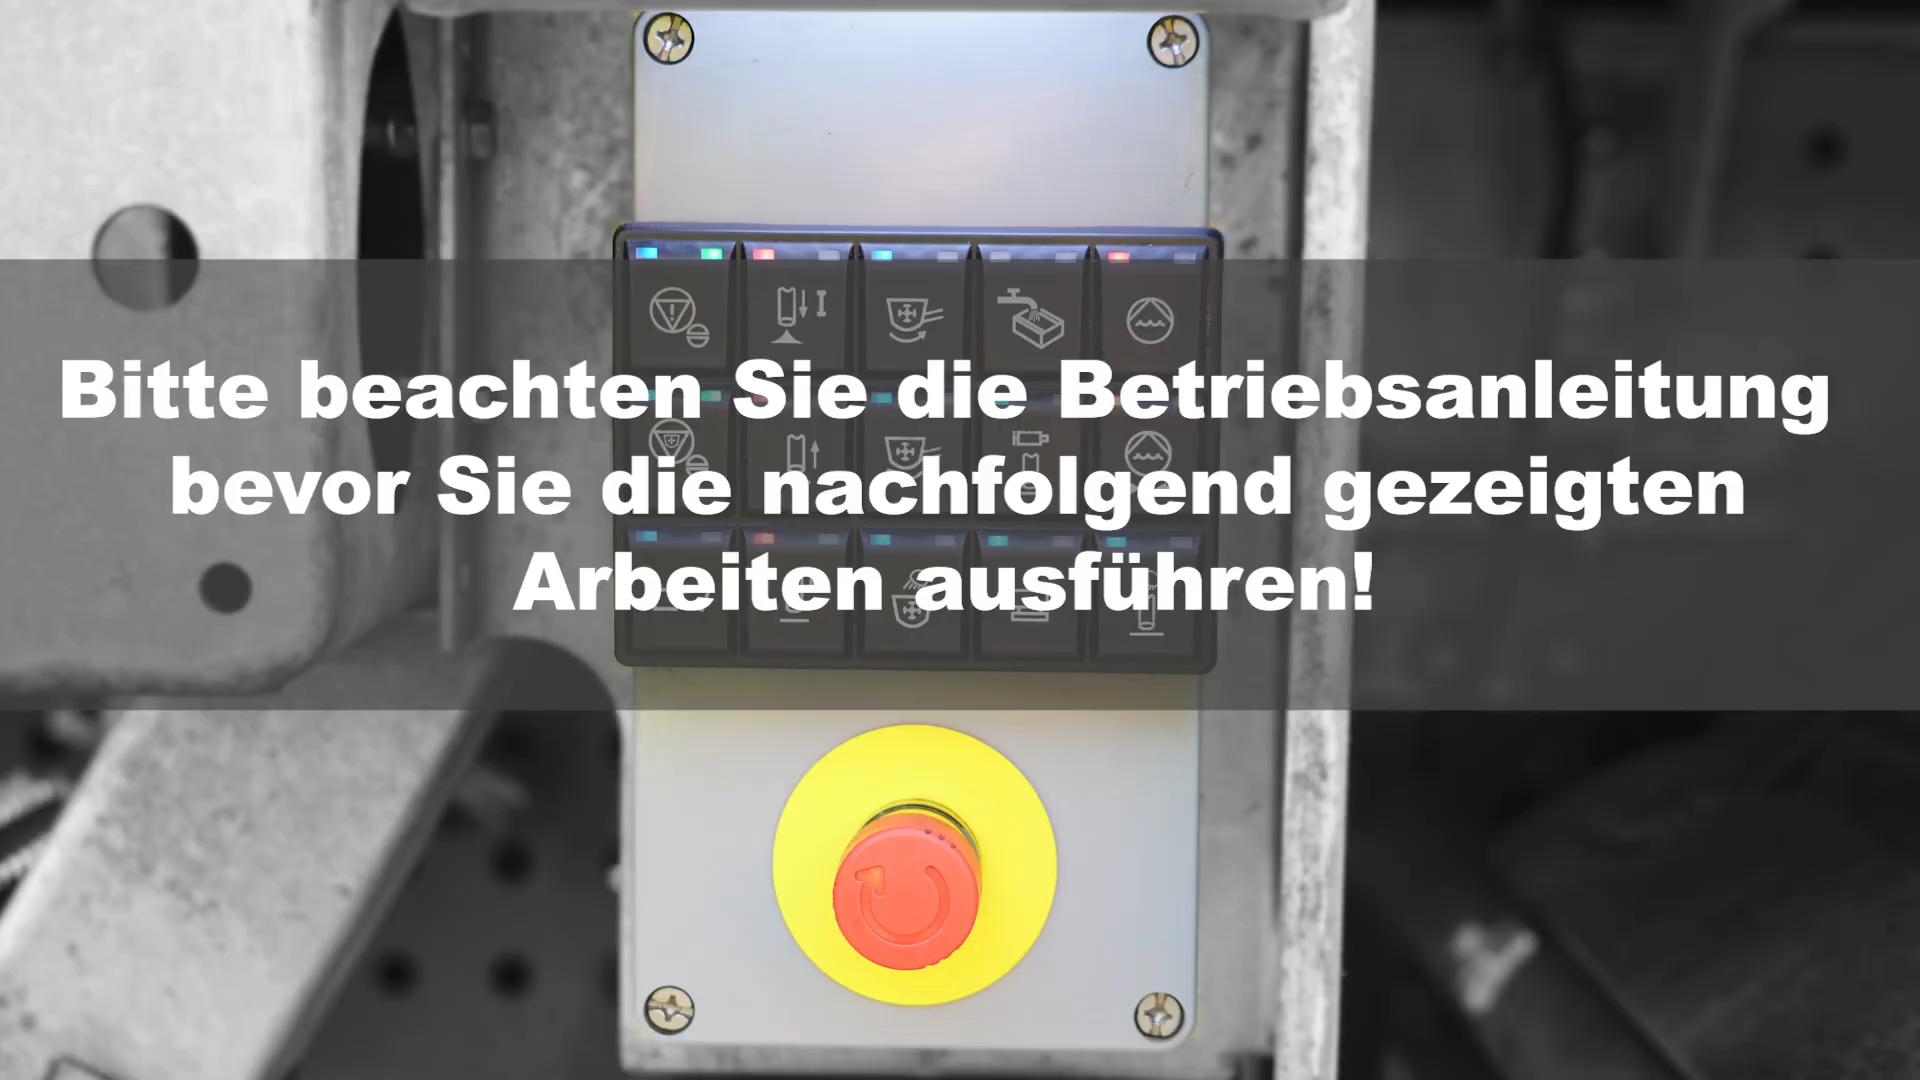 Bitte beachten Sie die Betriebsanleitung
bevor Sie die nachfolgend gezeigten
Arbeiten ausführen!